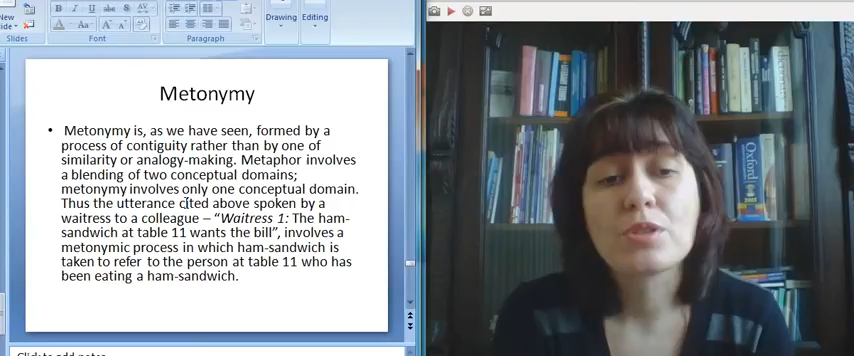 New
Slide
Slides
B I U abc S
A Aa A A
Font
Paragraph
Drawing
Editing
Metonymy
• Metonymy is, as we have seen, formed by a
process of contiguity rather than by one of
similarity or analogy-making. Metaphor involves
a blending of two conceptual domains;
metonymy involves only one conceptual domain.
Thus the utterance cited above spoken by a
waitress to a colleague – “Waitress 1: The ham-
sandwich at table 11 wants the bill”, involves a
metonymic process in which ham-sandwich is
taken to refer to the person at table 11 who has
been eating a ham-sandwich.
Click to add notes
Oxford